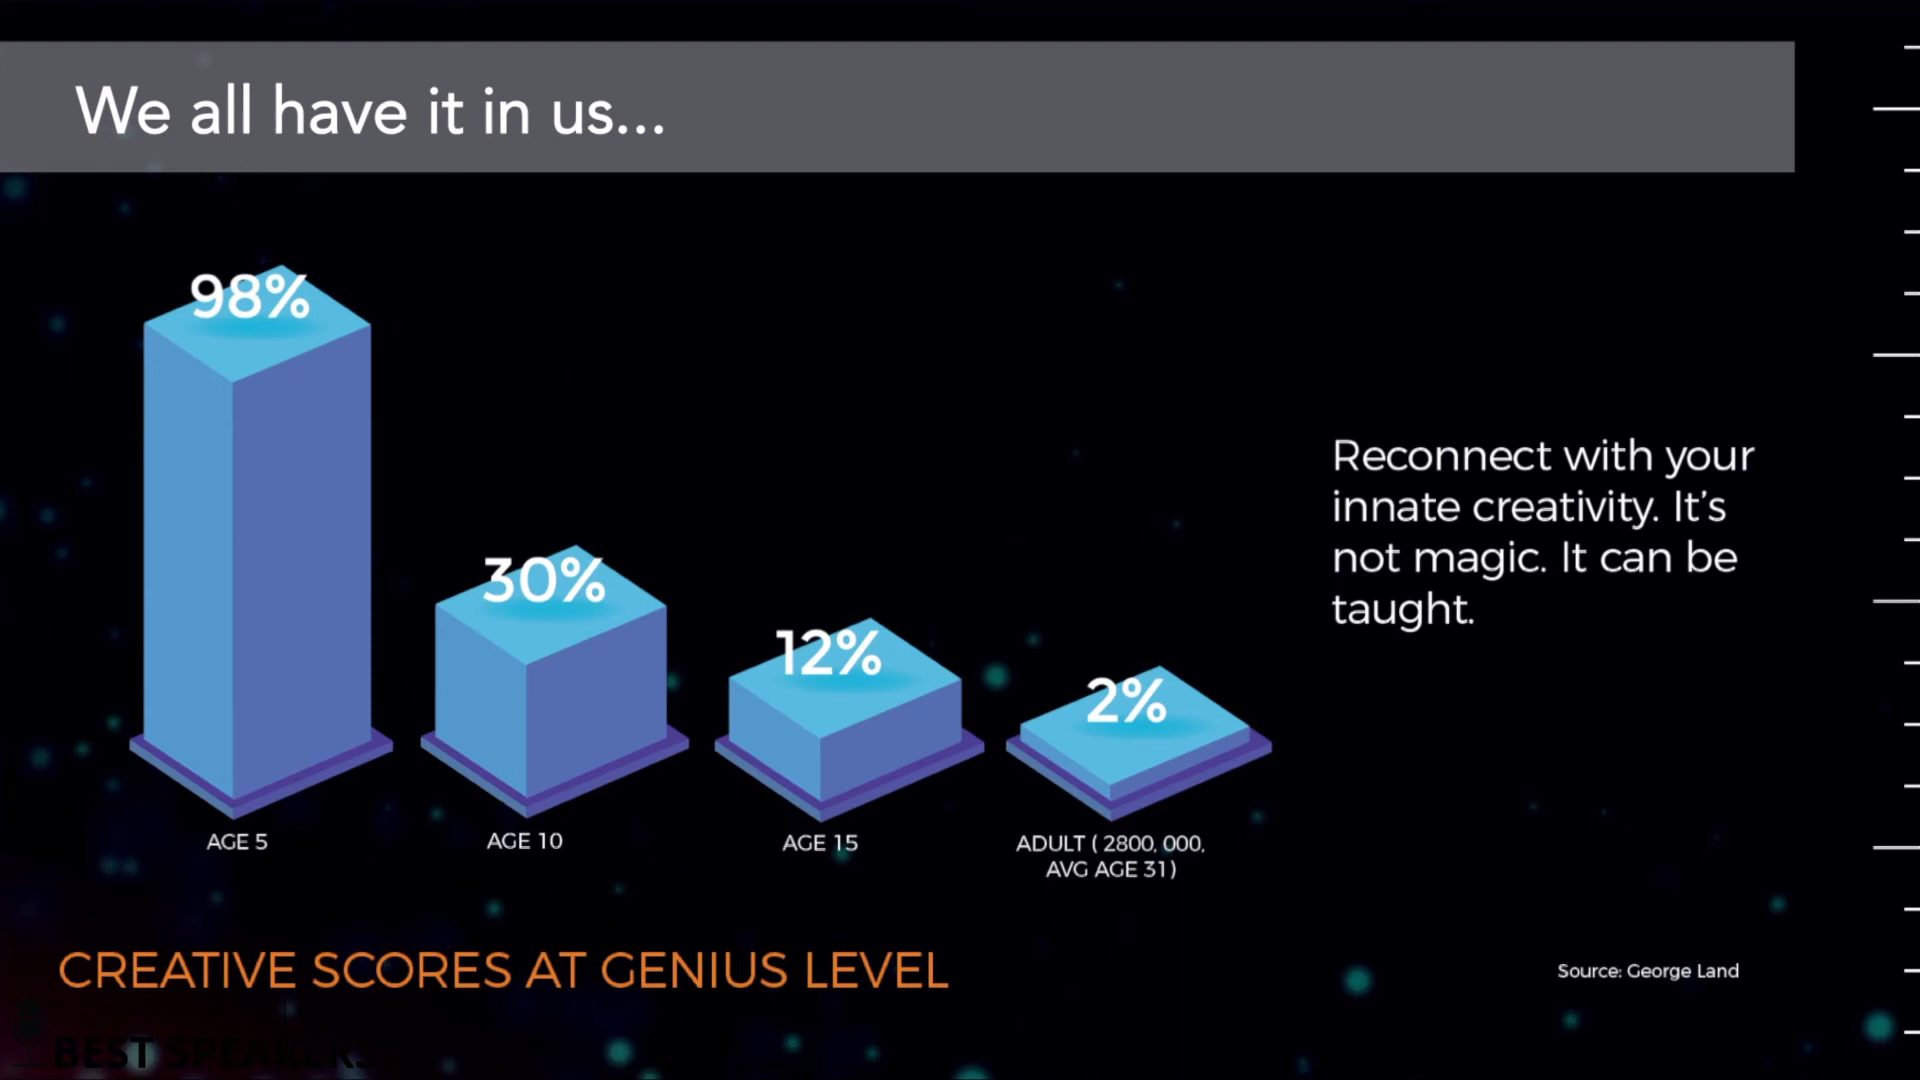 We all have it in us...
98%
30%
12%
2%
Reconnect with your
innate creativity. It's
not magic. It can be
taught.
AGE 5
AGE 10
AGE 15
ADULT ( 2800, 000,
AVG AGE 31 )
CREATIVE SCORES AT GENIUS LEVEL
Source: George Land
BEST SPEAKERS